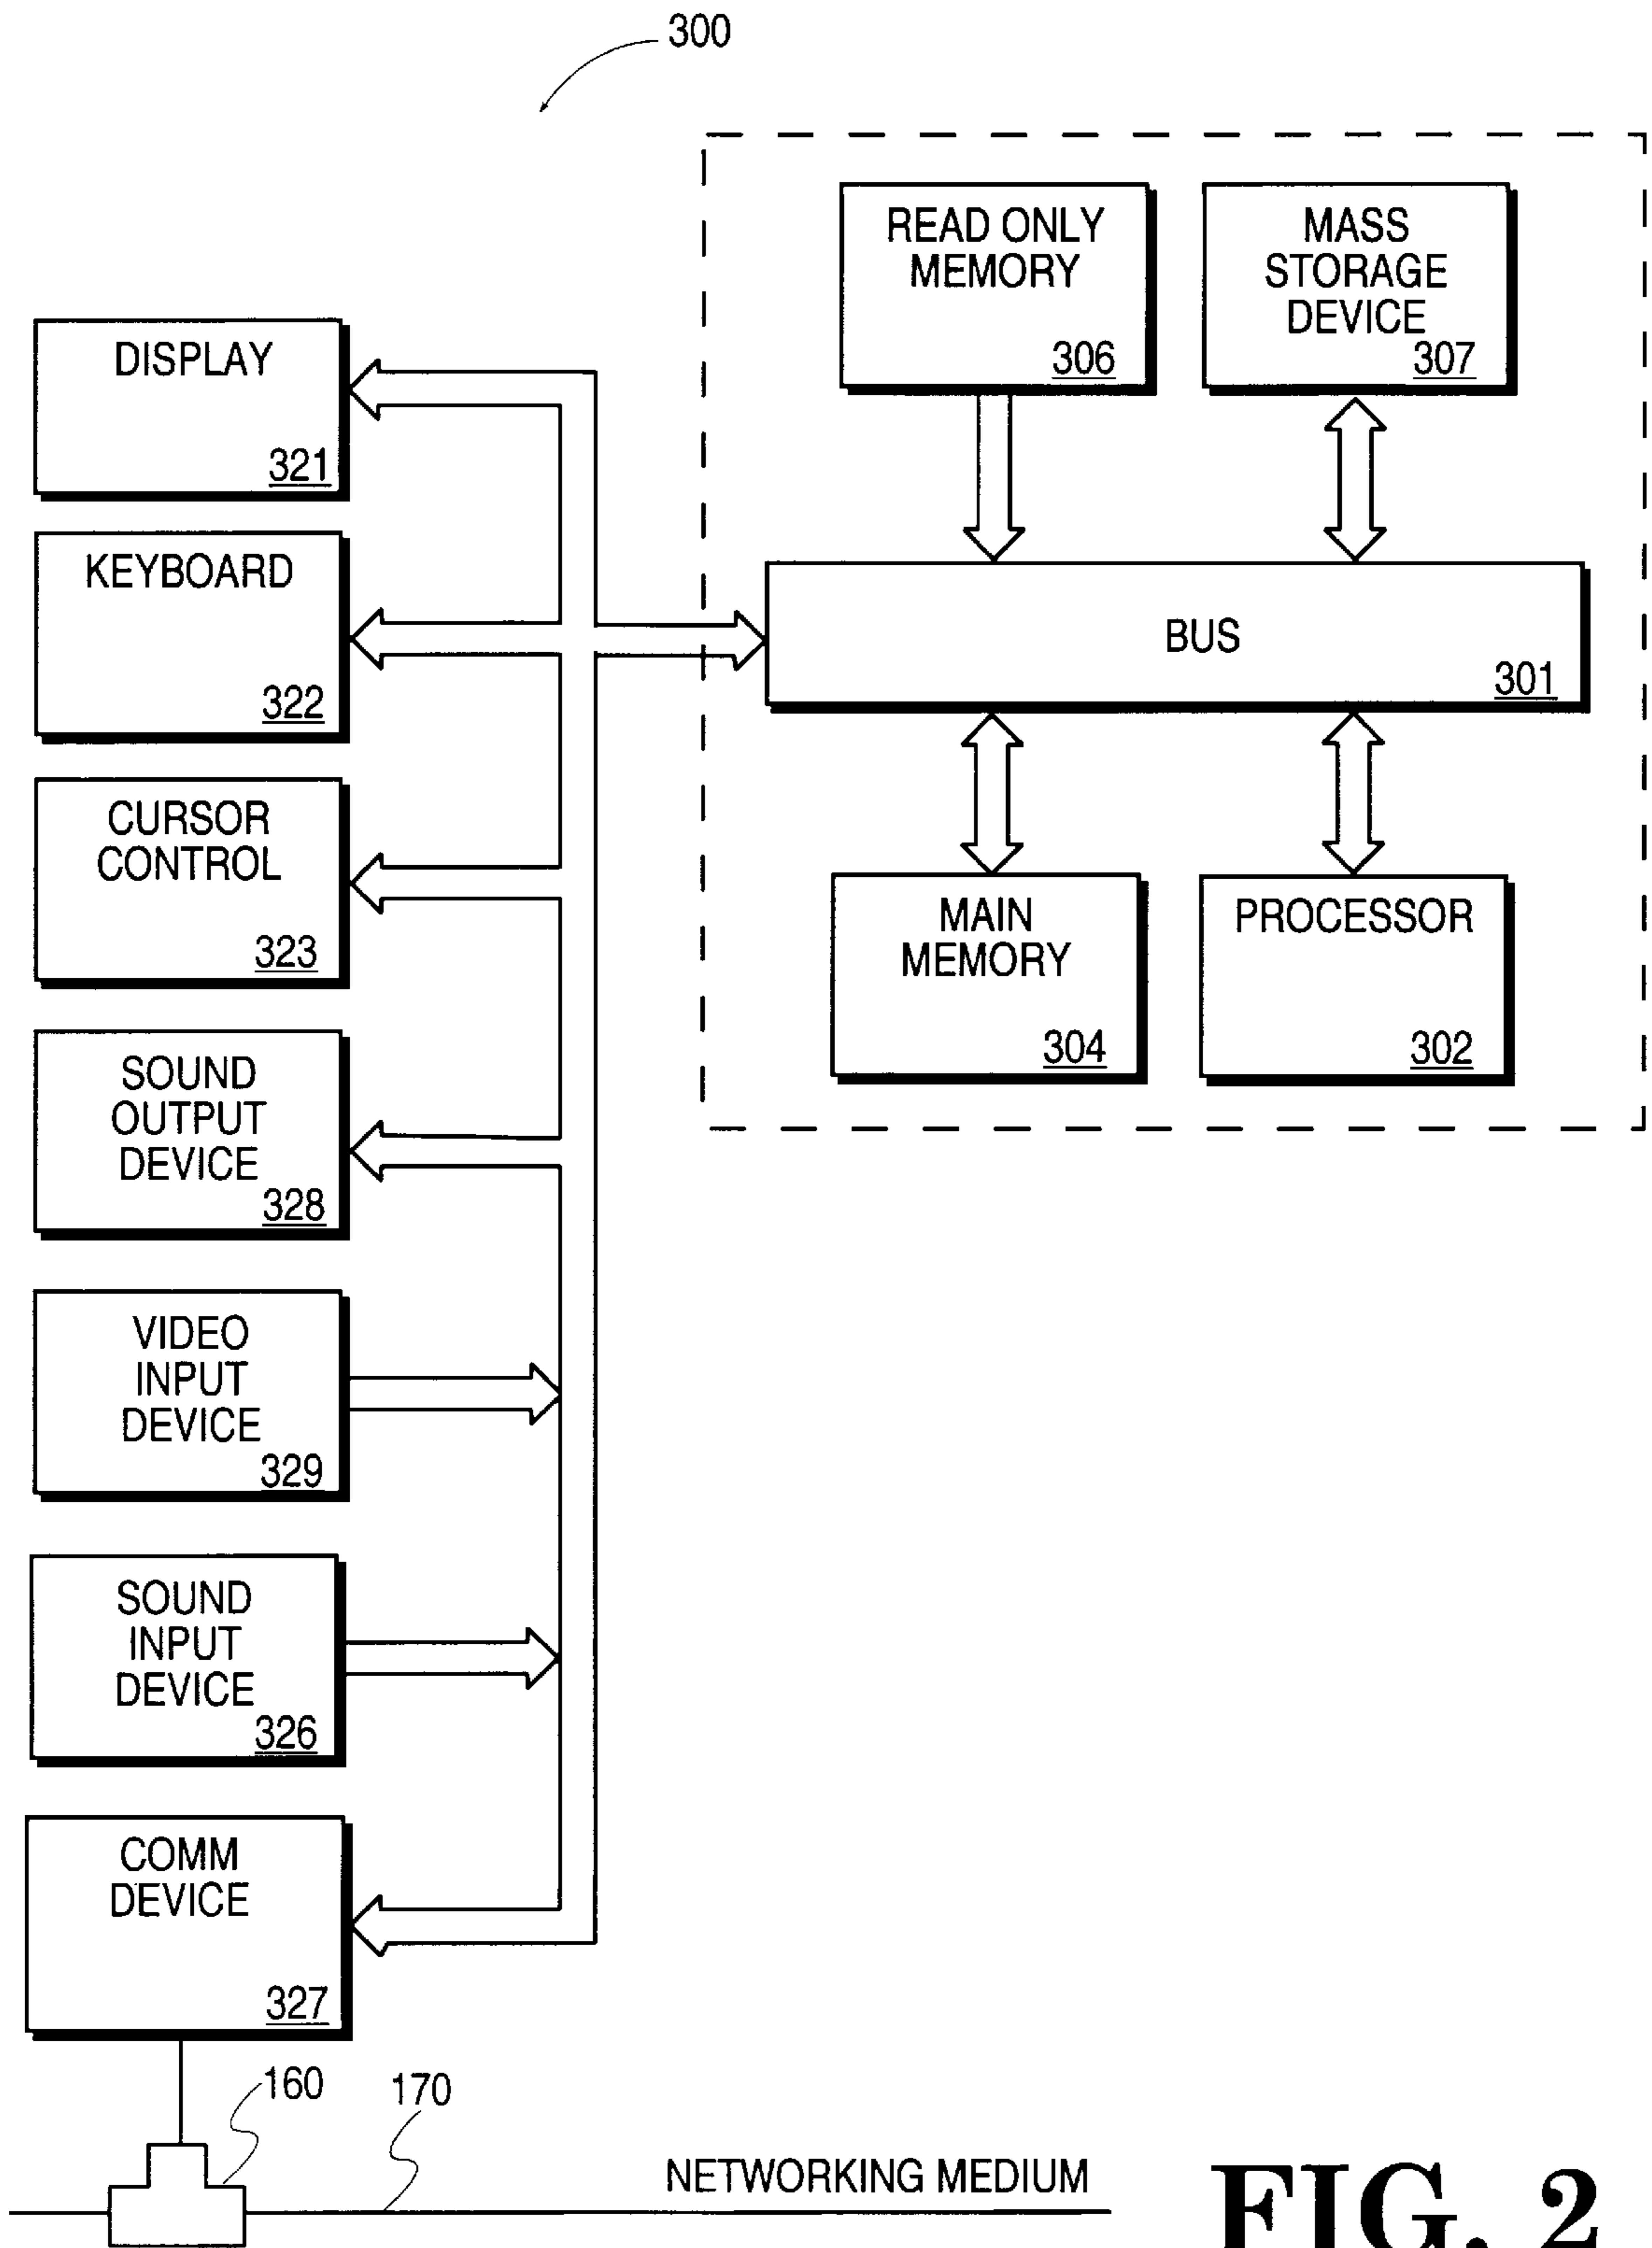 300
READ ONLY
MEMORY
306
MASS
STORAGE
DEVICE
307
DISPLAY
321
KEYBOARD
322
BUS
301
CURSOR
CONTROL
323
MAIN
MEMORY
304
PROCESSOR
302
SOUND
OUTPUT
DEVICE
328
VIDEO
INPUT
DEVICE
329
SOUND
INPUT
DEVICE
326
COMM
DEVICE
327
160
170
NETWORKING MEDIUM
FIG. 2